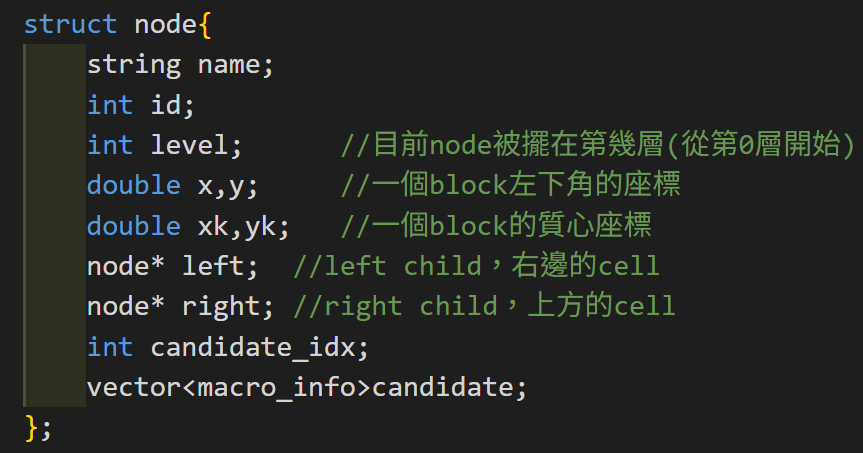 struct node{
string name;
int id;
int level; //目前node被擺在第幾層(從第0層開始)
double x,y; //一個block左下角的座標
double xk,yk; //一個block的質心座標
node* left; //left child，右邊的cell
node* right; //right child，上方的cell
int candidate_idx;
vector<macro_info>candidate;
};